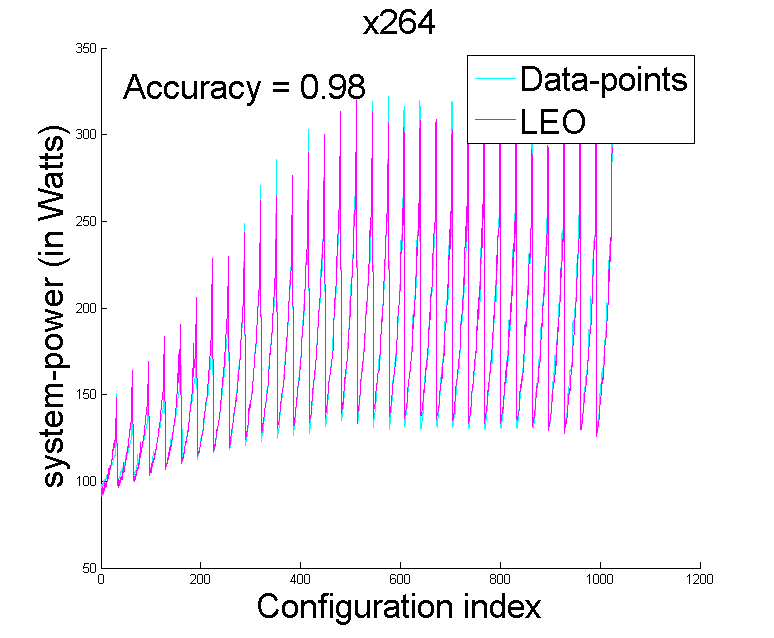 x264
350
300
250
200
150
100
50
Accuracy = 0.98
Data-points
LEO
system-power (in Watts)
0
200
400
600
800
1000
1200
Configuration index